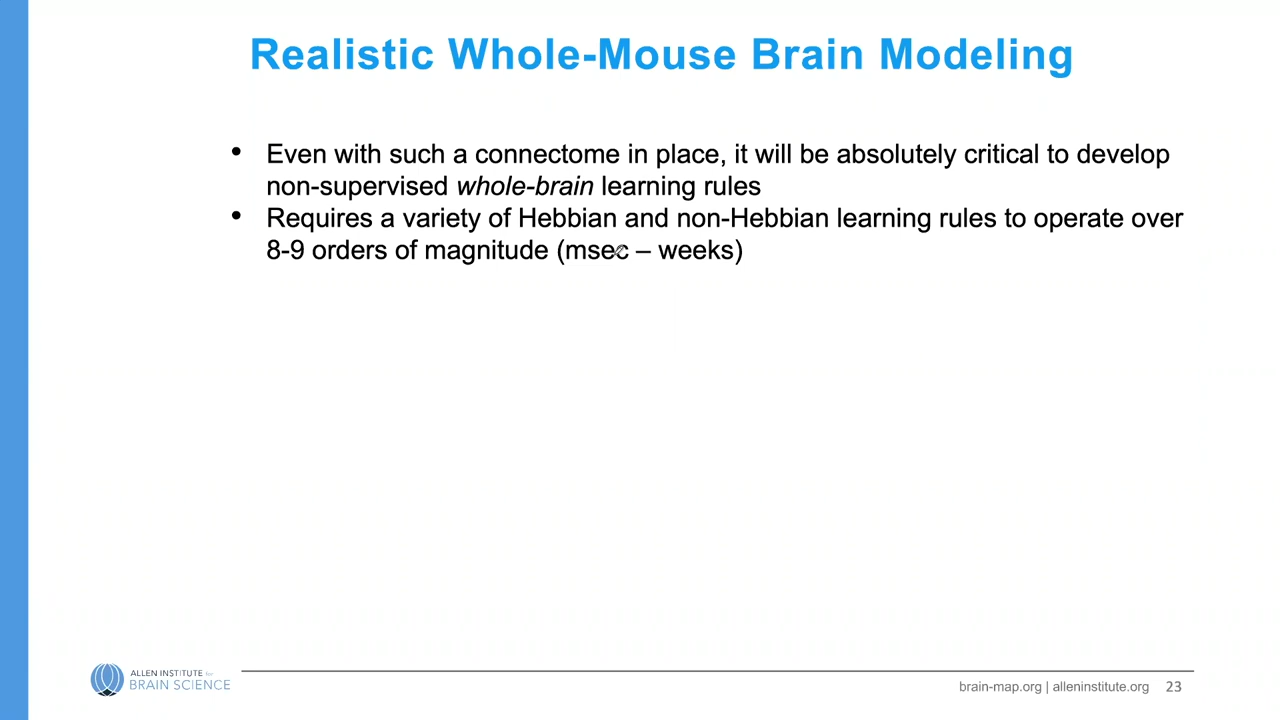 Realistic Whole-Mouse Brain Modeling
• Even with such a connectome in place, it will be absolutely critical to develop
non-supervised whole-brain learning rules
• Requires a variety of Hebbian and non-Hebbian learning rules to operate over
8-9 orders of magnitude (msec – weeks)
ALLEN INSTITUTE for
BRAIN SCIENCE
brain-map.org | alleninstitute.org 23